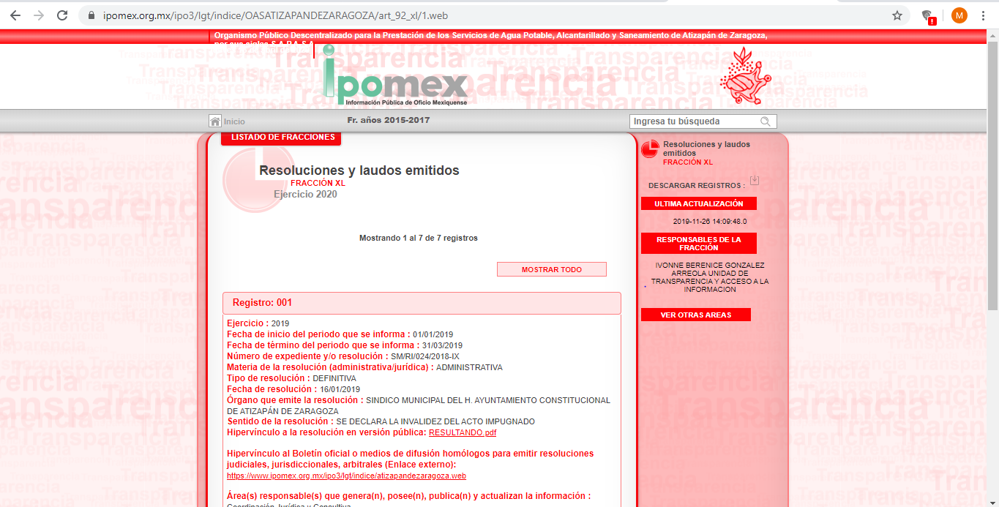 ipomex.org.mx/ipo3/lgt/indice/OASATIZAPANDEZARAGOZA/art_92_xl/1.web
M
Organismo Público Descentralizado para la Prestación de los Servicios de Agua Potable, Alcantarillado y Saneamiento de Atizapán de Zaragoza,
por sus siglas S.A.P.A.S.A
ipomex
Información Pública de Oficio Mexiquense
Inicio
Fr. años 2015-2017
Ingresa tu búsqueda
LISTADO DE FRACCIONES
Resoluciones y laudos emitidos
FRACCIÓN XL
Ejercicio 2020
Mostrando 1 al 7 de 7 registros
MOSTRAR TODO
Registro: 001
Ejercicio : 2019
Fecha de inicio del periodo que se informa : 01/01/2019
Fecha de término del periodo que se informa : 31/03/2019
Número de expediente y/o resolución : SM/RI/024/2018-IX
Materia de la resolución (administrativa/jurídica) : ADMINISTRATIVA
Tipo de resolución : DEFINITIVA
Fecha de resolución : 16/01/2019
Órgano que emite la resolución : SINDICO MUNICIPAL DEL H. AYUNTAMIENTO CONSTITUCIONAL
DE ATIZAPÁN DE ZARAGOZA
Sentido de la resolución : SE DECLARA LA INVALIDEZ DEL ACTO IMPUGNADO
Hipervínculo a la resolución en versión pública: RESULTANDO.pdf
Hipervínculo al Boletín oficial o medios de difusión homólogos para emitir resoluciones
judiciales, jurisdiccionales, arbitrales (Enlace externo):
https://www.ipomex.org.mx/ipo3/lgt/indice/atizapandezaragoza.web
Área(s) responsable(s) que genera(n), posee(n), publica(n) y actualizan la información :
Coordinación Jurídica y Consultiva
Resoluciones y laudos
emitidos
FRACCIÓN XL
DESCARGAR REGISTROS :
ULTIMA ACTUALIZACIÓN
2019-11-26 14:09:48.0
RESPONSABLES DE LA
FRACCIÓN
IVONNE BERENICE GONZALEZ
ARREOLA UNIDAD DE
TRANSPARENCIA Y ACCESO A LA
INFORMACION
VER OTRAS AREAS